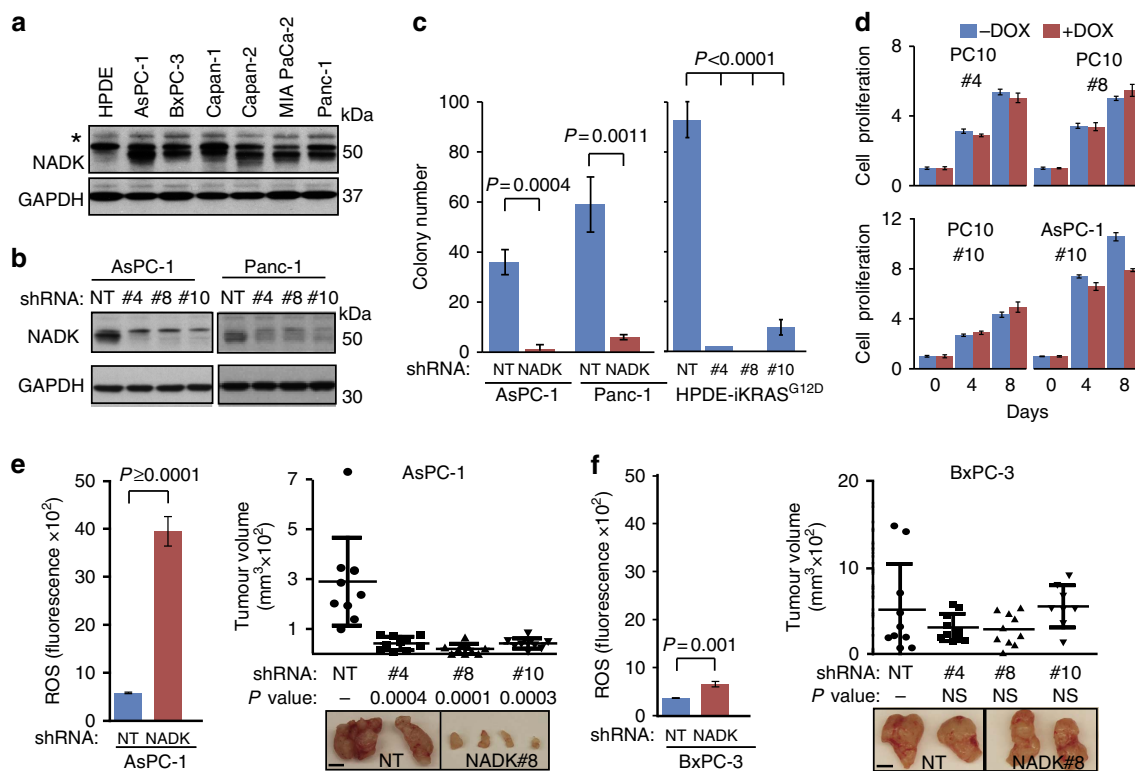 a
HPDE
AsPC-1
BxPC-3
Capan-1
Capan-2
MIA PaCa-2
Panc-1
kDa
*
NADK
50
GAPDH
37
b
AsPC-1
Panc-1
shRNA: NT #4 #8 #10 NT #4 #8 #10
kDa
NADK
50
GAPDH
30
c
P<0.0001
100
P=0.0011
80
P=0.0004
60
40
20
0
Colony number
shRNA: NT NADK NT NADK NT #4 #8 #10
AsPC-1 Panc-1 HPDE-iKRASG12D
d
–DOX +DOX
8
PC10 #4
PC10 #8
4
0
Cell proliferation
12
PC10 #10
AsPC-1 #10
8
4
0
Cell proliferation
0 4 8 0 4 8
Days
e
P≥0.0001
50
40
30
20
10
0
ROS (fluorescence ×10²)
shRNA: NT NADK
AsPC-1
AsPC-1
7
5
3
1
Tumour volume
(mm³×10²)
shRNA: NT #4 #8 #10
P value: – 0.0004 0.0001 0.0003
NT NADK#8
f
50
40
30
20
10
0
P=0.001
ROS (fluorescence ×10²)
shRNA: NT NADK
BxPC-3
BxPC-3
20
15
10
5
0
Tumour volume
(mm³×10²)
shRNA: NT #4 #8 #10
P value: – NS NS NS
NT NADK#8